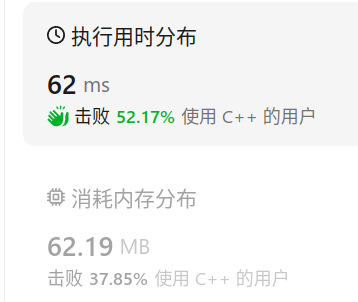 执行用时分布
62 ms
击败 52.17% 使用 C++ 的用户
消耗内存分布
62.19 MB
击败 37.85% 使用 C++ 的用户